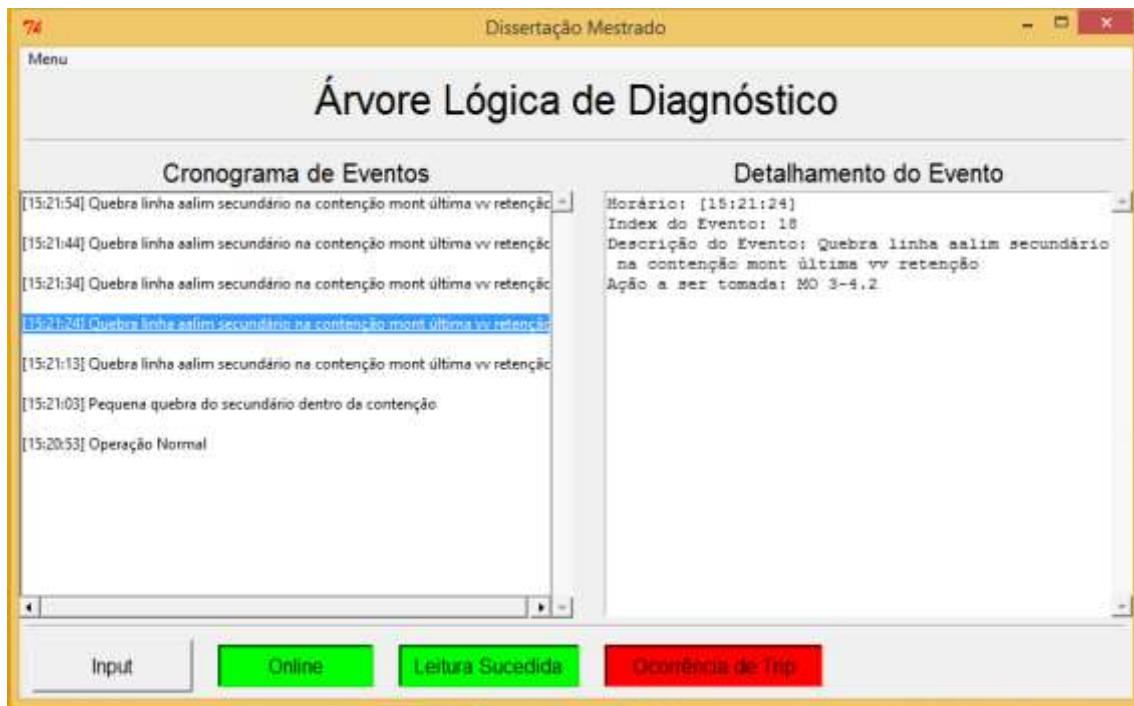 Dissertação Mestrado
Menu
Árvore Lógica de Diagnóstico
Cronograma de Eventos
[15:21:54] Quebra linha aalim secundário na contenção mont última vv retençãc
[15:21:44] Quebra linha aalim secundário na contenção mont última vv retençãc
[15:21:34] Quebra linha aalim secundário na contenção mont última vv retençãc
[15:21:24] Quebra linha aalim secundário na contenção mont última vv retençãc
[15:21:13] Quebra linha aalim secundário na contenção mont última vv retençãc
[15:21:03] Pequena quebra do secundário dentro da contenção
[15:20:53] Operação Normal
Detalhamento do Evento
Horário: [15:21:24]
Index do Evento: 18
Descrição do Evento: Quebra linha aalim secundário
na contenção mont última vv retenção
Ação a ser tomada: MO 3-4.2
Input
Online
Leitura Sucedida
Ocorrência de Trip